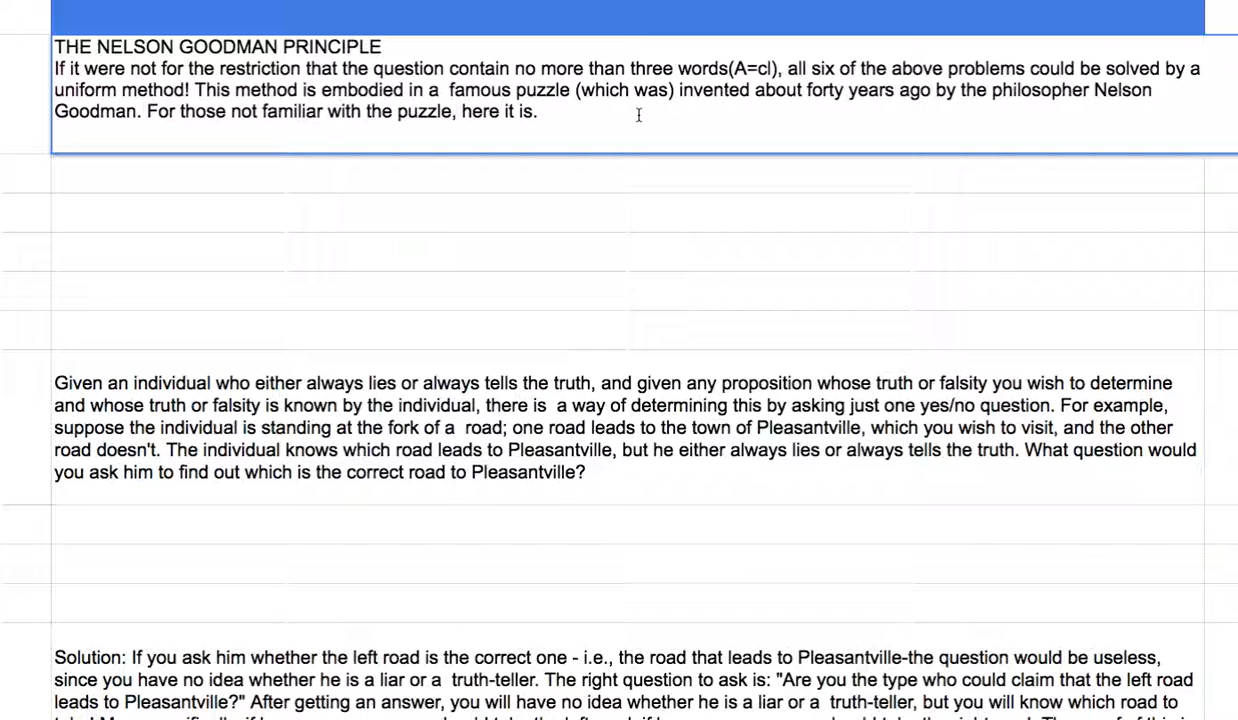 THE NELSON GOODMAN PRINCIPLE
If it were not for the restriction that the question contain no more than three words(A=cl), all six of the above problems could be solved by a
uniform method! This method is embodied in a  famous puzzle (which was) invented about forty years ago by the philosopher Nelson
Goodman. For those not familiar with the puzzle, here it is.
Given an individual who either always lies or always tells the truth, and given any proposition whose truth or falsity you wish to determine
and whose truth or falsity is known by the individual, there is  a way of determining this by asking just one yes/no question. For example,
suppose the individual is standing at the fork of a  road; one road leads to the town of Pleasantville, which you wish to visit, and the other
road doesn't. The individual knows which road leads to Pleasantville, but he either always lies or always tells the truth. What question would
you ask him to find out which is the correct road to Pleasantville?
Solution: If you ask him whether the left road is the correct one - i.e., the road that leads to Pleasantville-the question would be useless,
since you have no idea whether he is a liar or a  truth-teller. The right question to ask is: "Are you the type who could claim that the left road
leads to Pleasantville?" After getting an answer, you will have no idea whether he is a liar or a  truth-teller, but you will know which road to